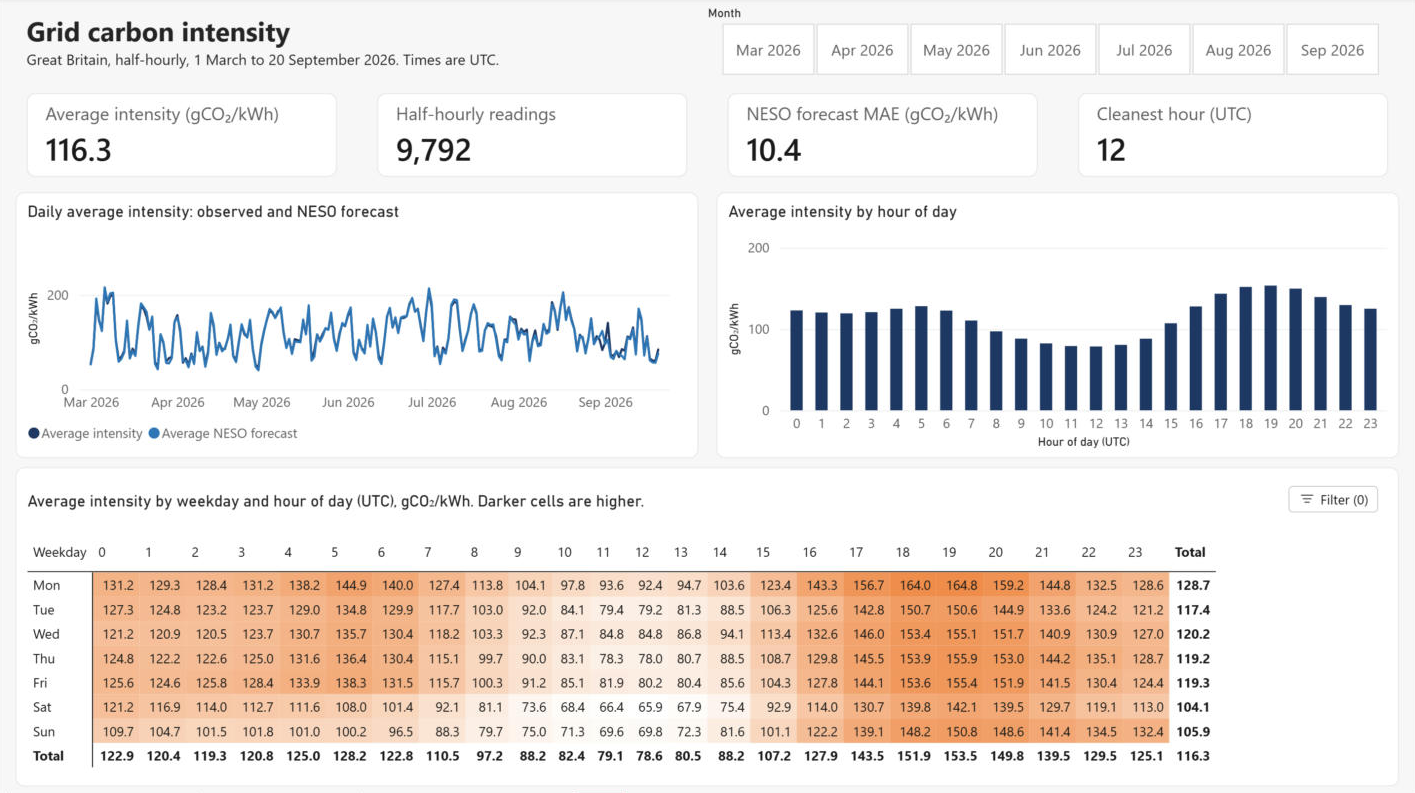 Month
Grid carbon intensity
Great Britain, half-hourly, 1 March to 20 September 2026. Times are UTC.
Mar 2026 Apr 2026 May 2026 Jun 2026 Jul 2026 Aug 2026 Sep 2026
Average intensity (gCO₂/kWh)
116.3
Half-hourly readings
9,792
NESO forecast MAE (gCO₂/kWh)
10.4
Cleanest hour (UTC)
12
Daily average intensity: observed and NESO forecast
gCO₂/kWh
200
0
Mar 2026 Apr 2026 May 2026 Jun 2026 Jul 2026 Aug 2026 Sep 2026
Average intensity Average NESO forecast
Average intensity by hour of day
gCO₂/kWh
200
100
0
0 1 2 3 4 5 6 7 8 9 10 11 12 13 14 15 16 17 18 19 20 21 22 23
Hour of day (UTC)
Average intensity by weekday and hour of day (UTC), gCO₂/kWh. Darker cells are higher.
Filter (0)
Weekday 0 1 2 3 4 5 6 7 8 9 10 11 12 13 14 15 16 17 18 19 20 21 22 23 Total
Mon 131.2 129.3 128.4 131.2 138.2 144.9 140.0 127.4 113.8 104.1 97.8 93.6 92.4 94.7 103.6 123.4 143.3 156.7 164.0 164.8 159.2 144.8 132.5 128.6 128.7
Tue 127.3 124.8 123.2 123.7 129.0 134.8 129.9 117.7 103.0 92.0 84.1 79.4 79.2 81.3 88.5 106.3 125.6 142.8 150.7 150.6 144.9 133.6 124.2 121.2 117.4
Wed 121.2 120.9 120.5 123.7 130.7 135.7 130.4 118.2 103.3 92.3 87.1 84.8 84.8 86.8 94.1 113.4 132.6 146.0 153.4 155.1 151.7 140.9 130.9 127.0 120.2
Thu 124.8 122.2 122.6 125.0 131.6 136.4 130.4 115.1 99.7 90.0 83.1 78.3 78.0 80.7 88.5 108.7 129.8 145.5 153.9 155.9 153.0 144.2 135.1 128.7 119.2
Fri 125.6 124.6 125.8 128.4 133.9 138.3 131.5 115.7 100.3 91.2 85.1 81.9 80.2 80.4 85.6 104.3 127.8 144.1 153.6 155.4 151.9 141.5 130.4 124.4 119.3
Sat 121.2 116.9 114.0 112.7 111.6 108.0 101.4 92.1 81.1 73.6 68.4 66.4 65.9 67.9 75.4 92.9 114.0 130.7 139.8 142.1 139.5 129.7 119.1 113.0 104.1
Sun 109.7 104.7 101.5 101.8 101.0 100.2 96.5 88.3 79.7 75.0 71.3 69.6 69.8 72.3 81.6 101.1 122.2 139.1 148.2 150.8 148.6 141.4 134.5 132.4 105.9
Total 122.9 120.4 119.3 120.8 125.0 128.2 122.8 110.5 97.2 88.2 82.4 79.1 78.6 80.5 88.2 107.2 127.9 143.5 151.9 153.5 149.8 139.5 129.5 125.1 116.3